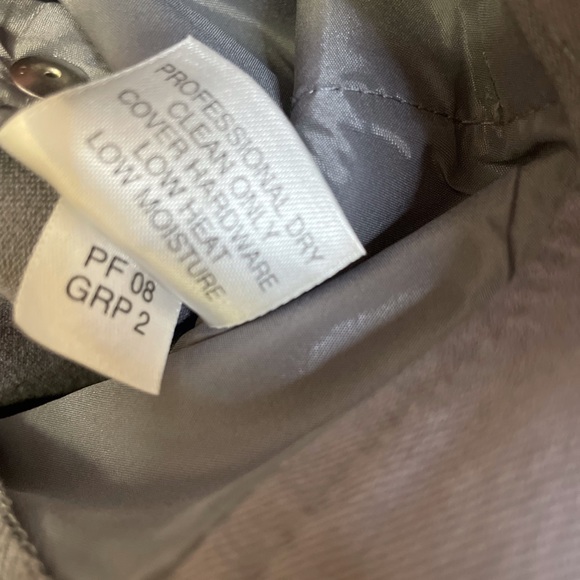 PROFESSIONAL DRY
CLEAN ONLY
COVER HARDWARE
LOW HEAT
LOW MOISTURE
PF 08
GRP 2